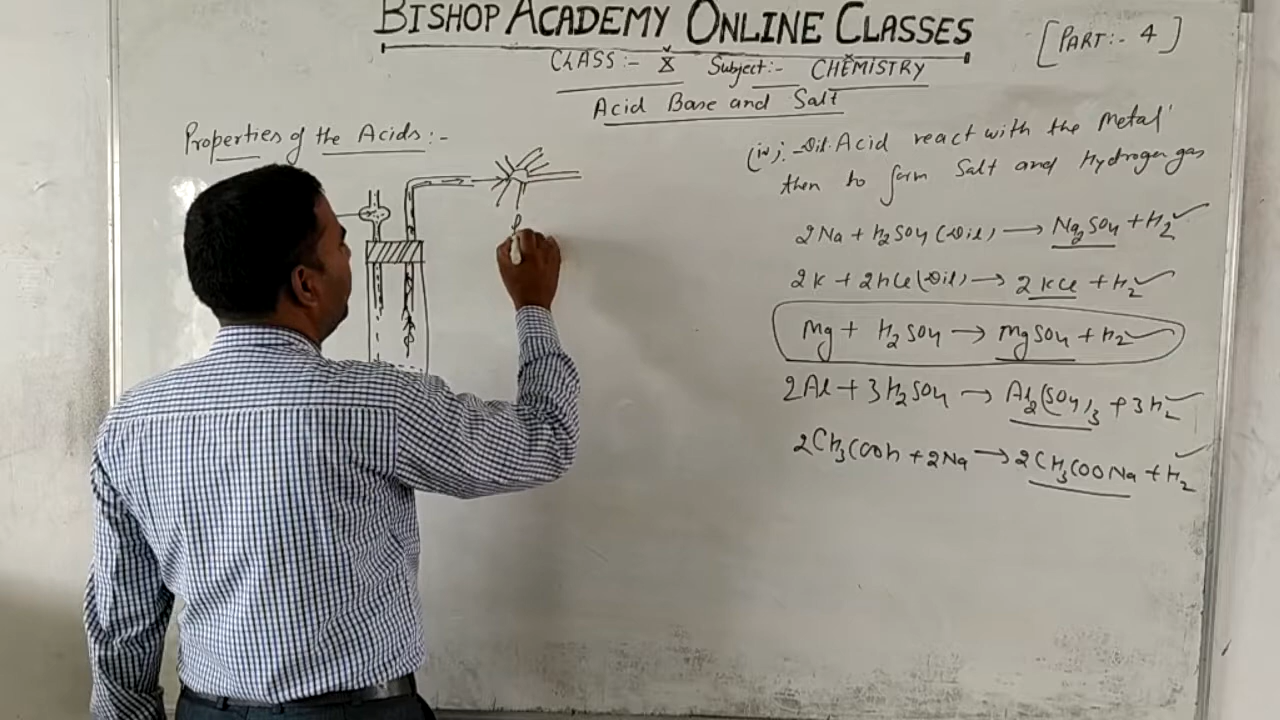 BISHOP ACADEMY ONLINE CLASSES
[PART:- 4]
CLASS:- X Subject:- CHEMISTRY
Acid Base and Salt
Properties of the Acids:-
(iv):- Dil. Acid react with the Metal
then to form Salt and Hydrogen gas
2Na + H2SO4 (Dil) → Na2SO4 + H2
2K + 2HCl (Dil) → 2KCl + H2
Mg + H2SO4 → MgSO4 + H2
2Al + 3H2SO4 → Al2(SO4)3 + 3H2
2CH3COOH + 2Na → 2CH3COONa + H2